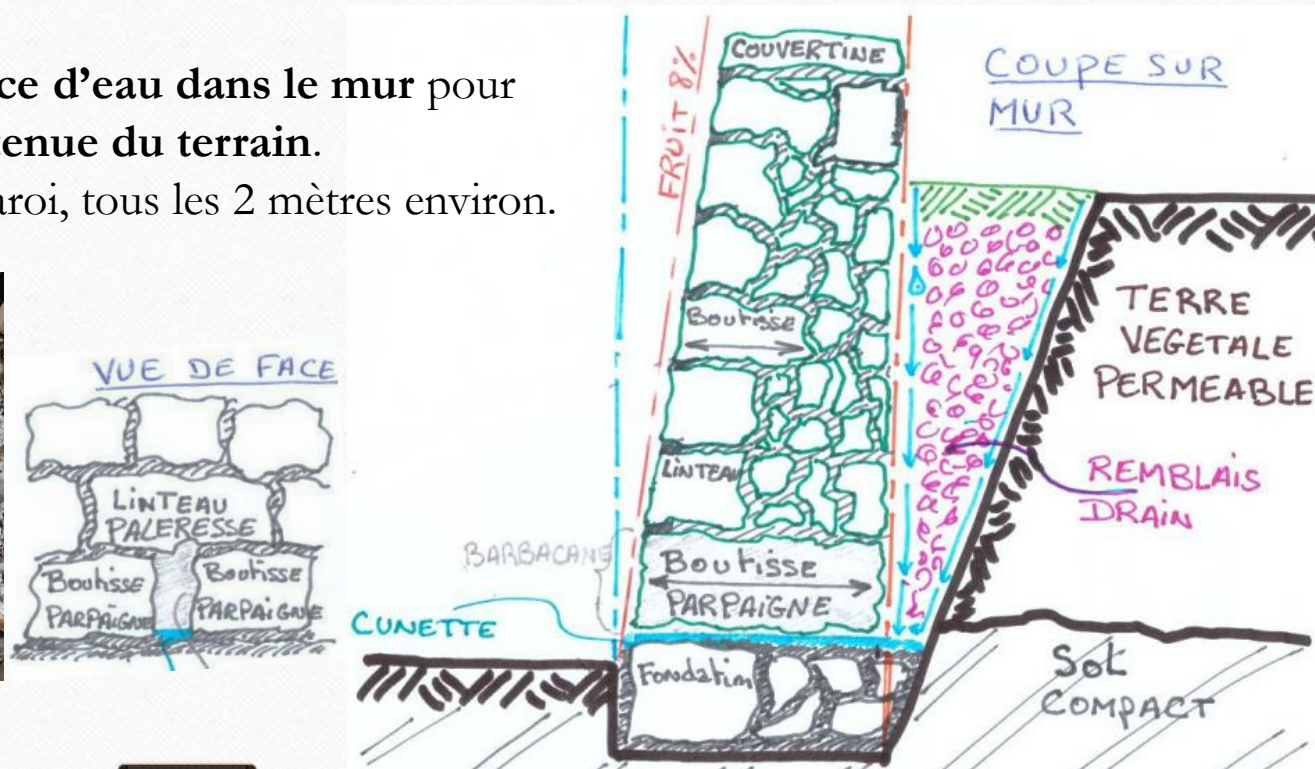 ce d'eau dans le mur pour
tenue du terrain.
aroi, tous les 2 mètres environ.
VUE DE FACE
LINTEAU
PALERESSE
Boutisse
PARPAIGNE
Boutisse
PARPAIGNE
COUPE SUR
MUR
FRUIT 8%
COUVERTINE
Boutisse
LINTEAU
BARBACANE
Boutisse
PARPAIGNE
CUNETTE
Fondation
TERRE
VEGETALE
PERMEABLE
REMBLAIS
DRAIN
SOL
COMPACT